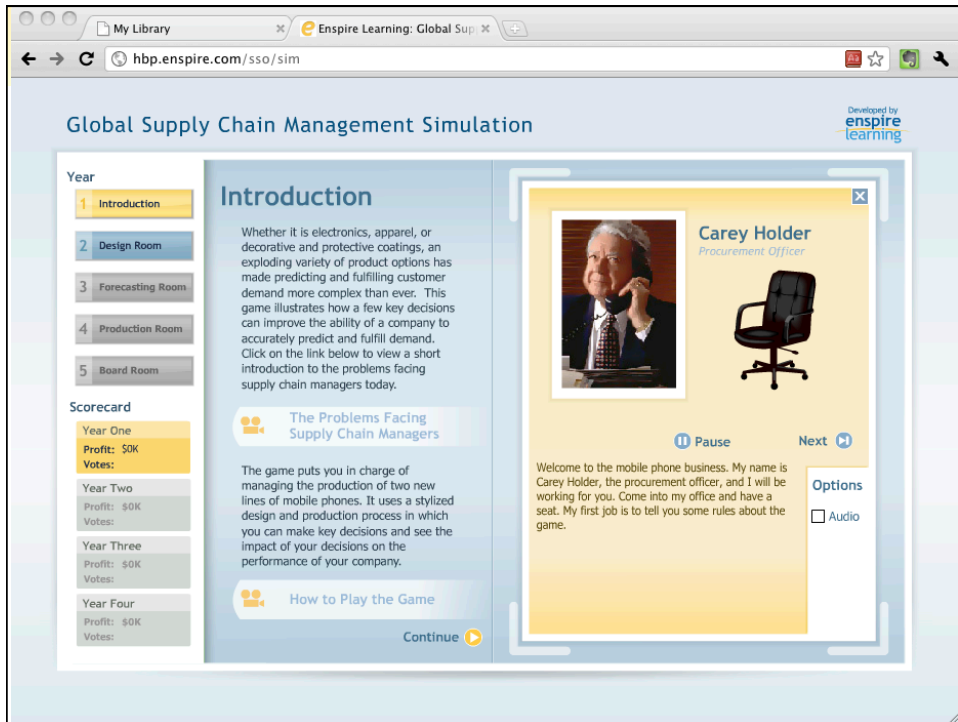 My Library
Enspire Learning: Global Sup
hbp.enspire.com/sso/sim
Global Supply Chain Management Simulation
Developed by
enspire
learning
Year
1 Introduction
2 Design Room
3 Forecasting Room
4 Production Room
5 Board Room
Scorecard
Year One
Profit: $0K
Votes:
Year Two
Profit: $0K
Votes:
Year Three
Profit: $0K
Votes:
Year Four
Profit: $0K
Votes:
Introduction
Whether it is electronics, apparel, or
decorative and protective coatings, an
exploding variety of product options has
made predicting and fulfilling customer
demand more complex than ever. This
game illustrates how a few key decisions
can improve the ability of a company to
accurately predict and fulfill demand.
Click on the link below to view a short
introduction to the problems facing
supply chain managers today.
The Problems Facing
Supply Chain Managers
The game puts you in charge of
managing the production of two new
lines of mobile phones. It uses a stylized
design and production process in which
you can make key decisions and see the
impact of your decisions on the
performance of your company.
How to Play the Game
Continue
Carey Holder
Procurement Officer
Pause
Next
Welcome to the mobile phone business. My name is
Carey Holder, the procurement officer, and I will be
working for you. Come into my office and have a
seat. My first job is to tell you some rules about the
game.
Options
Audio